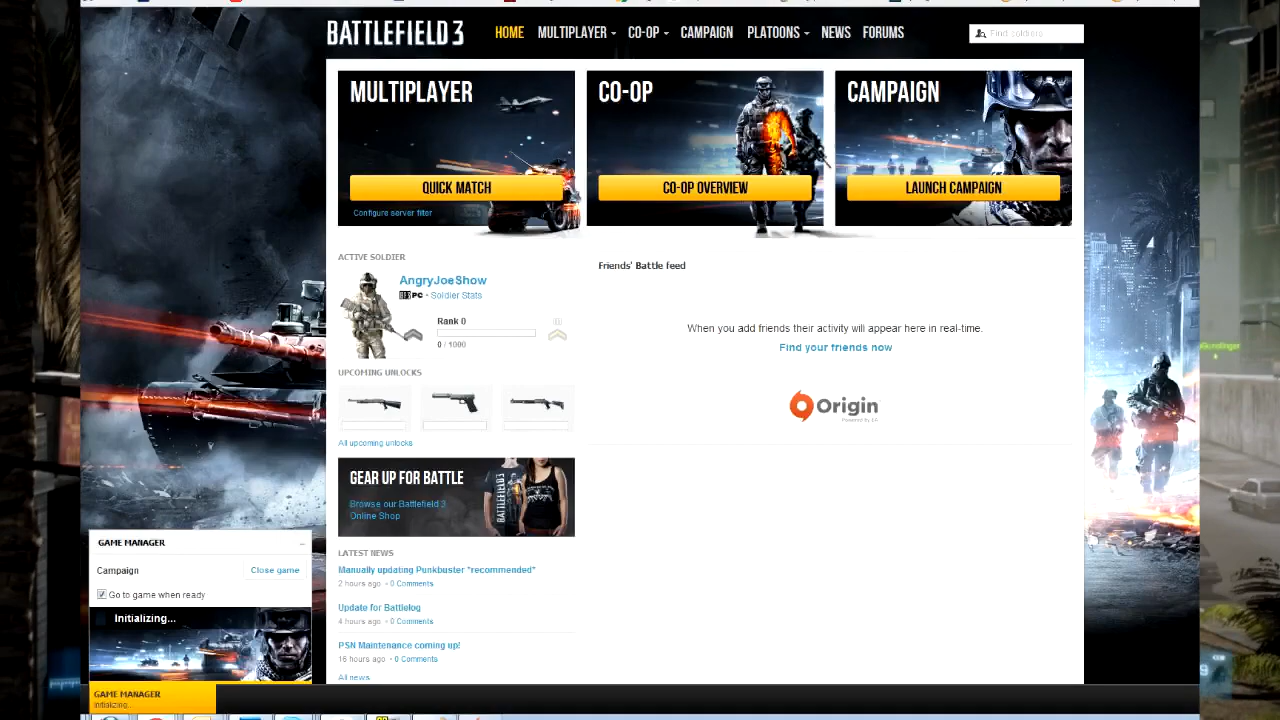 BATTLEFIELD 3
HOME MULTIPLAYER CO-OP CAMPAIGN PLATOONS NEWS FORUMS
Find soldiers
MULTIPLAYER
QUICK MATCH
Configure server filter
CO-OP
CO-OP OVERVIEW
CAMPAIGN
LAUNCH CAMPAIGN
ACTIVE SOLDIER
AngryJoeShow
PC - Soldier Stats
Rank 0
0 / 1000
UPCOMING UNLOCKS
All upcoming unlocks
GEAR UP FOR BATTLE
Browse our Battlefield 3
Online Shop
LATEST NEWS
Manually updating Punkbuster "recommended"
2 hours ago - 0 Comments
Update for Battlelog
4 hours ago - 0 Comments
PSN Maintenance coming up!
16 hours ago - 0 Comments
All news
Friends' Battle feed
When you add friends their activity will appear here in real-time.
Find your friends now
Origin
Powered by EA
GAME MANAGER
Campaign
Close game
Go to game when ready
Initializing...
GAME MANAGER
Initializing..